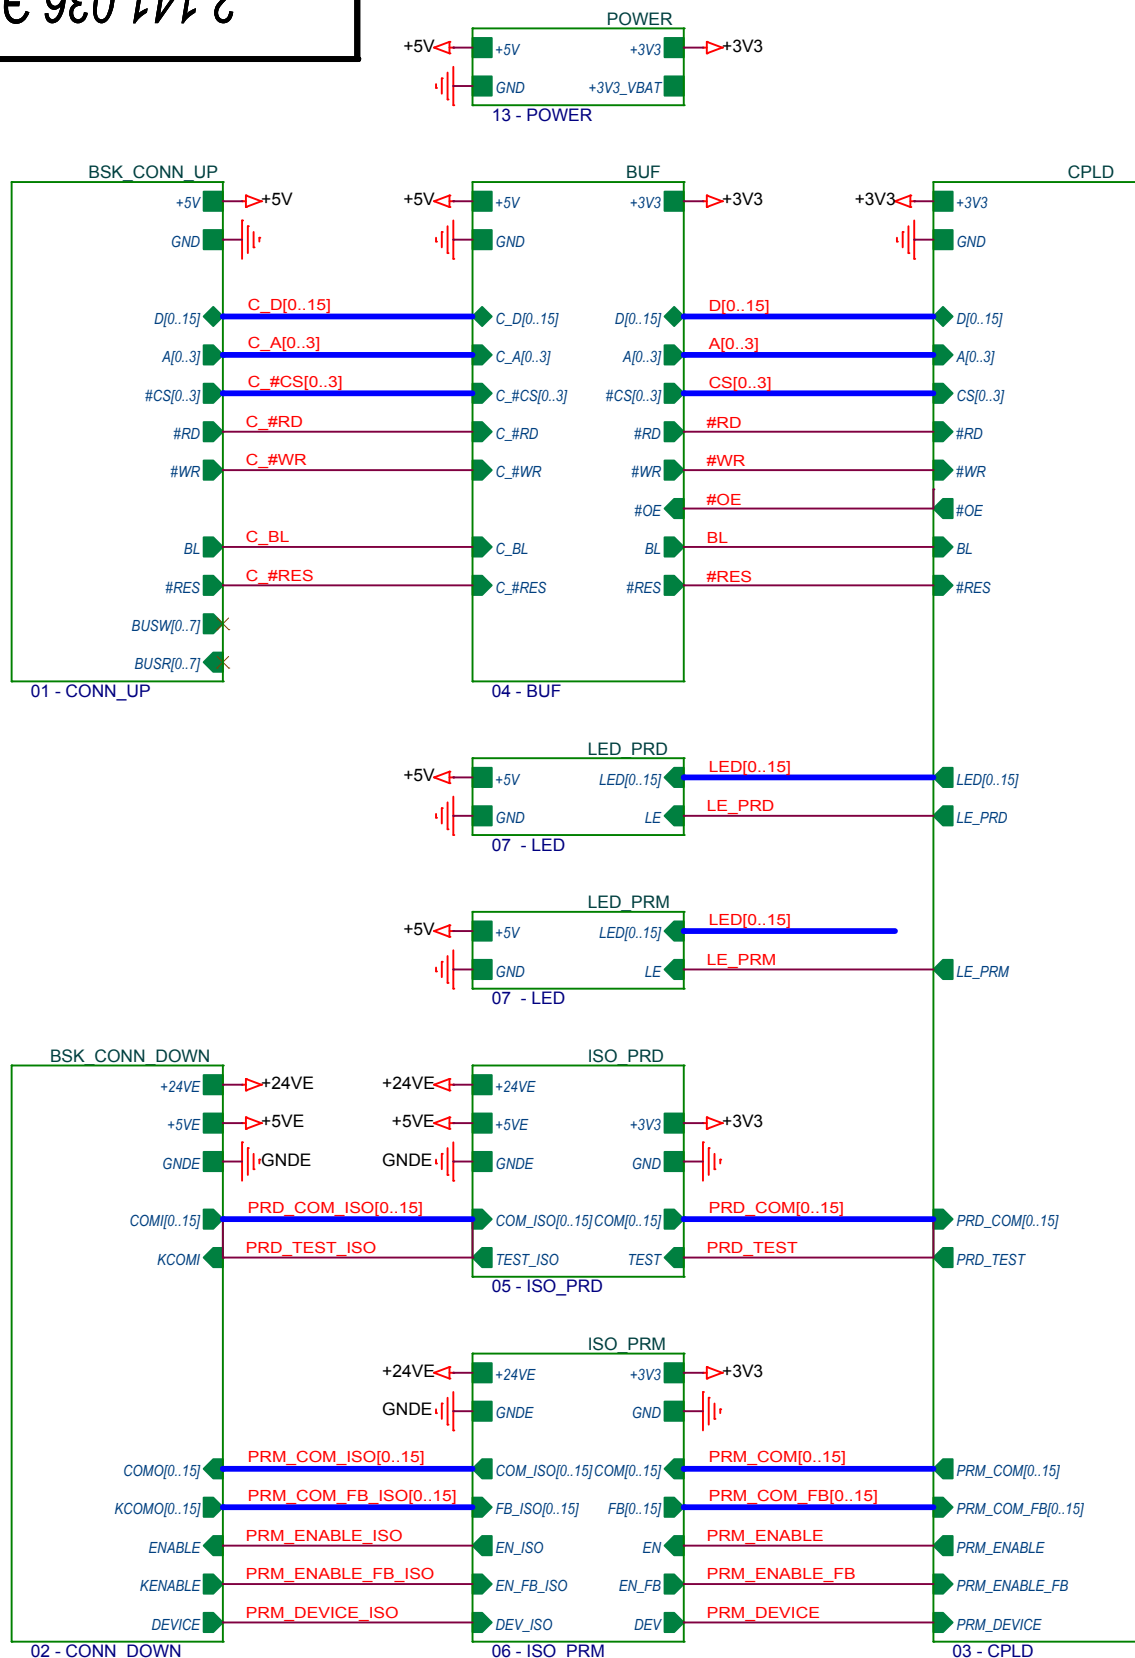 2.141.036 Э
POWER
+5V +5V +3V3 +3V3
GND +3V3_VBAT
13 - POWER
BSK_CONN_UP BUF CPLD
+5V +5V +5V +5V +3V3 +3V3 +3V3 +3V3
GND GND GND
D[0..15] C_D[0..15] C_D[0..15] D[0..15] D[0..15] D[0..15]
A[0..3] C_A[0..3] C_A[0..3] A[0..3] A[0..3] A[0..3]
#CS[0..3] C_#CS[0..3] C_#CS[0..3] #CS[0..3] CS[0..3] CS[0..3]
#RD C_#RD C_#RD #RD #RD #RD
#WR C_#WR C_#WR #WR #WR #WR
#OE #OE #OE
BL C_BL C_BL BL BL BL
#RES C_#RES C_#RES #RES #RES #RES
BUSW[0..7]
BUSR[0..7]
01 - CONN_UP 04 - BUF
LED_PRD
+5V +5V LED[0..15] LED[0..15] LED[0..15]
GND LE LE_PRD LE_PRD
07 - LED
LED_PRM
+5V +5V LED[0..15] LED[0..15]
GND LE LE_PRM LE_PRM
07 - LED
BSK_CONN_DOWN ISO_PRD
+24VE +24VE +24VE +24VE
+5VE +5VE +5VE +5VE +3V3 +3V3
GNDE GNDE GNDE GNDE GND
COMI[0..15] PRD_COM_ISO[0..15] COM_ISO[0..15] COM[0..15] PRD_COM[0..15] PRD_COM[0..15]
KCOMI PRD_TEST_ISO TEST_ISO TEST PRD_TEST PRD_TEST
05 - ISO_PRD
ISO_PRM
+24VE +24VE +3V3 +3V3
GNDE GNDE GND
COMO[0..15] PRM_COM_ISO[0..15] COM_ISO[0..15] COM[0..15] PRM_COM[0..15] PRM_COM[0..15]
KCOMO[0..15] PRM_COM_FB_ISO[0..15] FB_ISO[0..15] FB[0..15] PRM_COM_FB[0..15] PRM_COM_FB[0..15]
ENABLE PRM_ENABLE_ISO EN_ISO EN PRM_ENABLE PRM_ENABLE
KENABLE PRM_ENABLE_FB_ISO EN_FB_ISO EN_FB PRM_ENABLE_FB PRM_ENABLE_FB
DEVICE PRM_DEVICE_ISO DEV_ISO DEV PRM_DEVICE PRM_DEVICE
02 - CONN_DOWN 06 - ISO_PRM 03 - CPLD